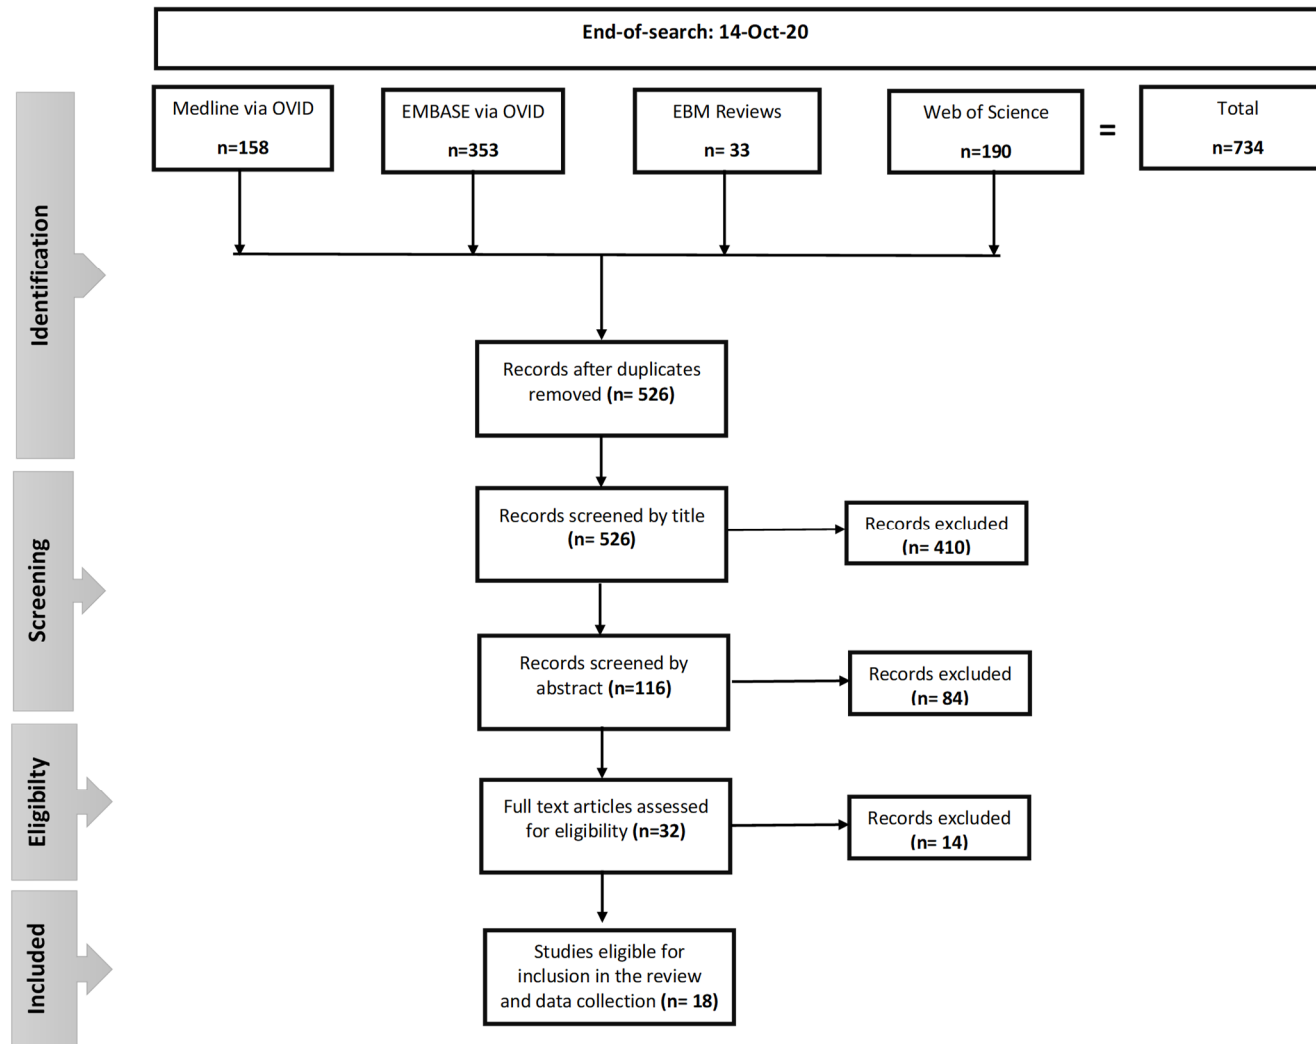 End-of-search: 14-Oct-20
Medline via OVID
n=158
EMBASE via OVID
n=353
EBM Reviews
n= 33
Web of Science
n=190
=
Total
n=734
Identification
Records after duplicates
removed (n= 526)
Screening
Records screened by title
(n= 526)
Records excluded
(n= 410)
Records screened by
abstract (n=116)
Records excluded
(n= 84)
Eligibilty
Full text articles assessed
for eligibility (n=32)
Records excluded
(n= 14)
Included
Studies eligible for
inclusion in the review
and data collection (n= 18)